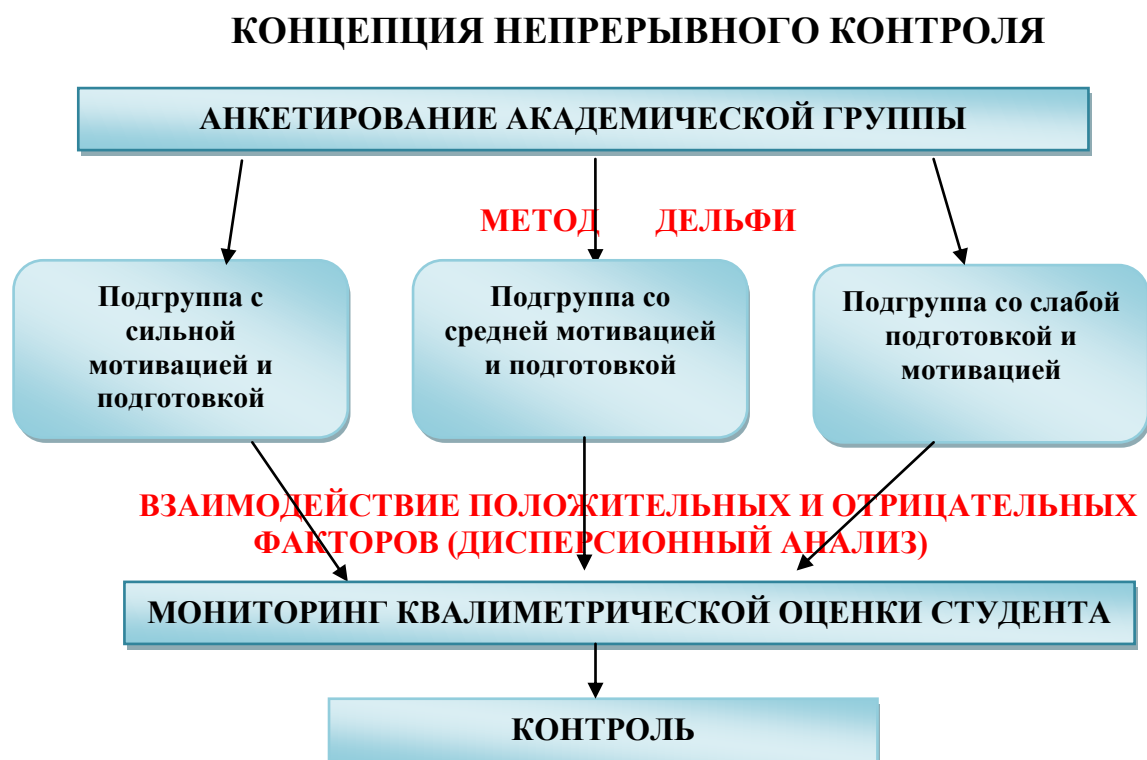 КОНЦЕПЦИЯ НЕПРЕРЫВНОГО КОНТРОЛЯ
АНКЕТИРОВАНИЕ АКАДЕМИЧЕСКОЙ ГРУППЫ
МЕТОД ДЕЛЬФИ
Подгруппа с
сильной
мотивацией и
подготовкой
Подгруппа со
средней мотивацией
и подготовкой
Подгруппа со слабой
подготовкой и
мотивацией
ВЗАИМОДЕЙСТВИЕ ПОЛОЖИТЕЛЬНЫХ И ОТРИЦАТЕЛЬНЫХ
ФАКТОРОВ (ДИСПЕРСИОННЫЙ АНАЛИЗ)
МОНИТОРИНГ КВАЛИМЕТРИЧЕСКОЙ ОЦЕНКИ СТУДЕНТА
КОНТРОЛЬ